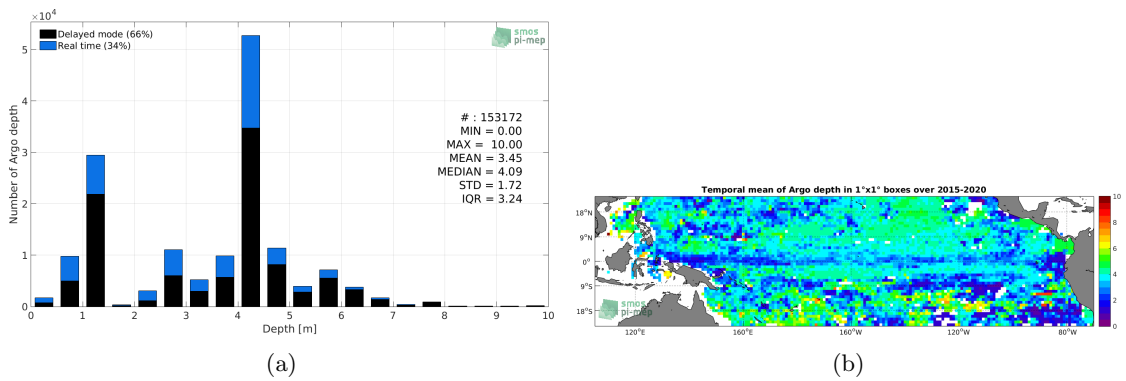 ×10⁴
Delayed mode (66%)
Real time (34%)
smos
pi-mep
5
4
3
2
1
0
Number of Argo depth
# : 153172
MIN = 0.00
MAX = 10.00
MEAN = 3.45
MEDIAN = 4.09
STD = 1.72
IQR = 3.24
0 1 2 3 4 5 6 7 8 9 10
Depth [m]
(a)
Temporal mean of Argo depth in 1°x1° boxes over 2015-2020
18°N
9°N
0°
9°S
18°S
smos
pi-mep
120°E 160°E 160°W 120°W 80°W
10
8
6
4
2
0
(b)